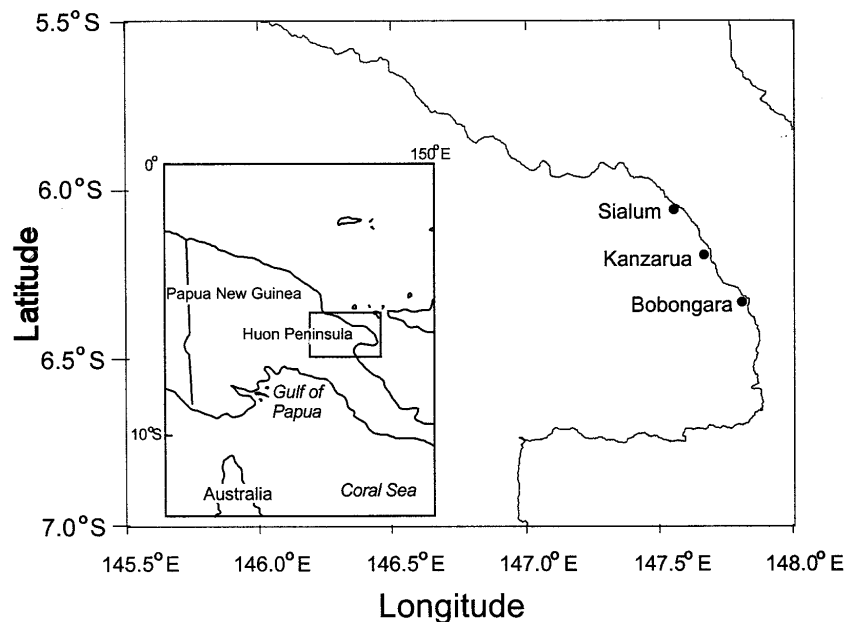 5.5°S
6.0°S
6.5°S
7.0°S
Latitude
0°
150°E
Papua New Guinea
Huon Peninsula
Gulf of
Papua
10°S
Australia
Coral Sea
Sialum
Kanzarua
Bobongara
145.5°E
146.0°E
146.5°E
147.0°E
147.5°E
148.0°E
Longitude